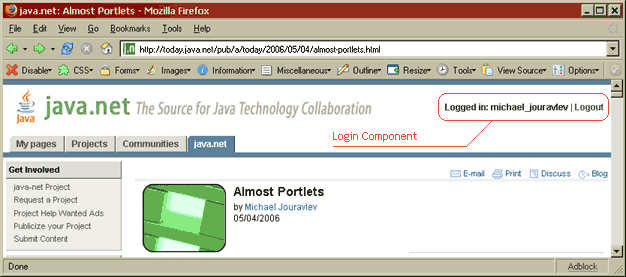 java.net: Almost Portlets - Mozilla Firefox
File Edit View Go Bookmarks Tools Help
http://today.java.net/pub/a/today/2006/05/04/almost-portlets.html
Disable CSS Forms Images Information Miscellaneous Outline Resize Tools View Source Options
Java
java.net The Source for Java Technology Collaboration
Logged in: michael_jouravlev | Logout
Login Component
My pages Projects Communities java.net
Get Involved
java-net Project
Request a Project
Project Help Wanted Ads
Publicize your Project
Submit Content
E-mail Print Discuss Blog
Almost Portlets
by Michael Jouravlev
05/04/2006
Done Adblock